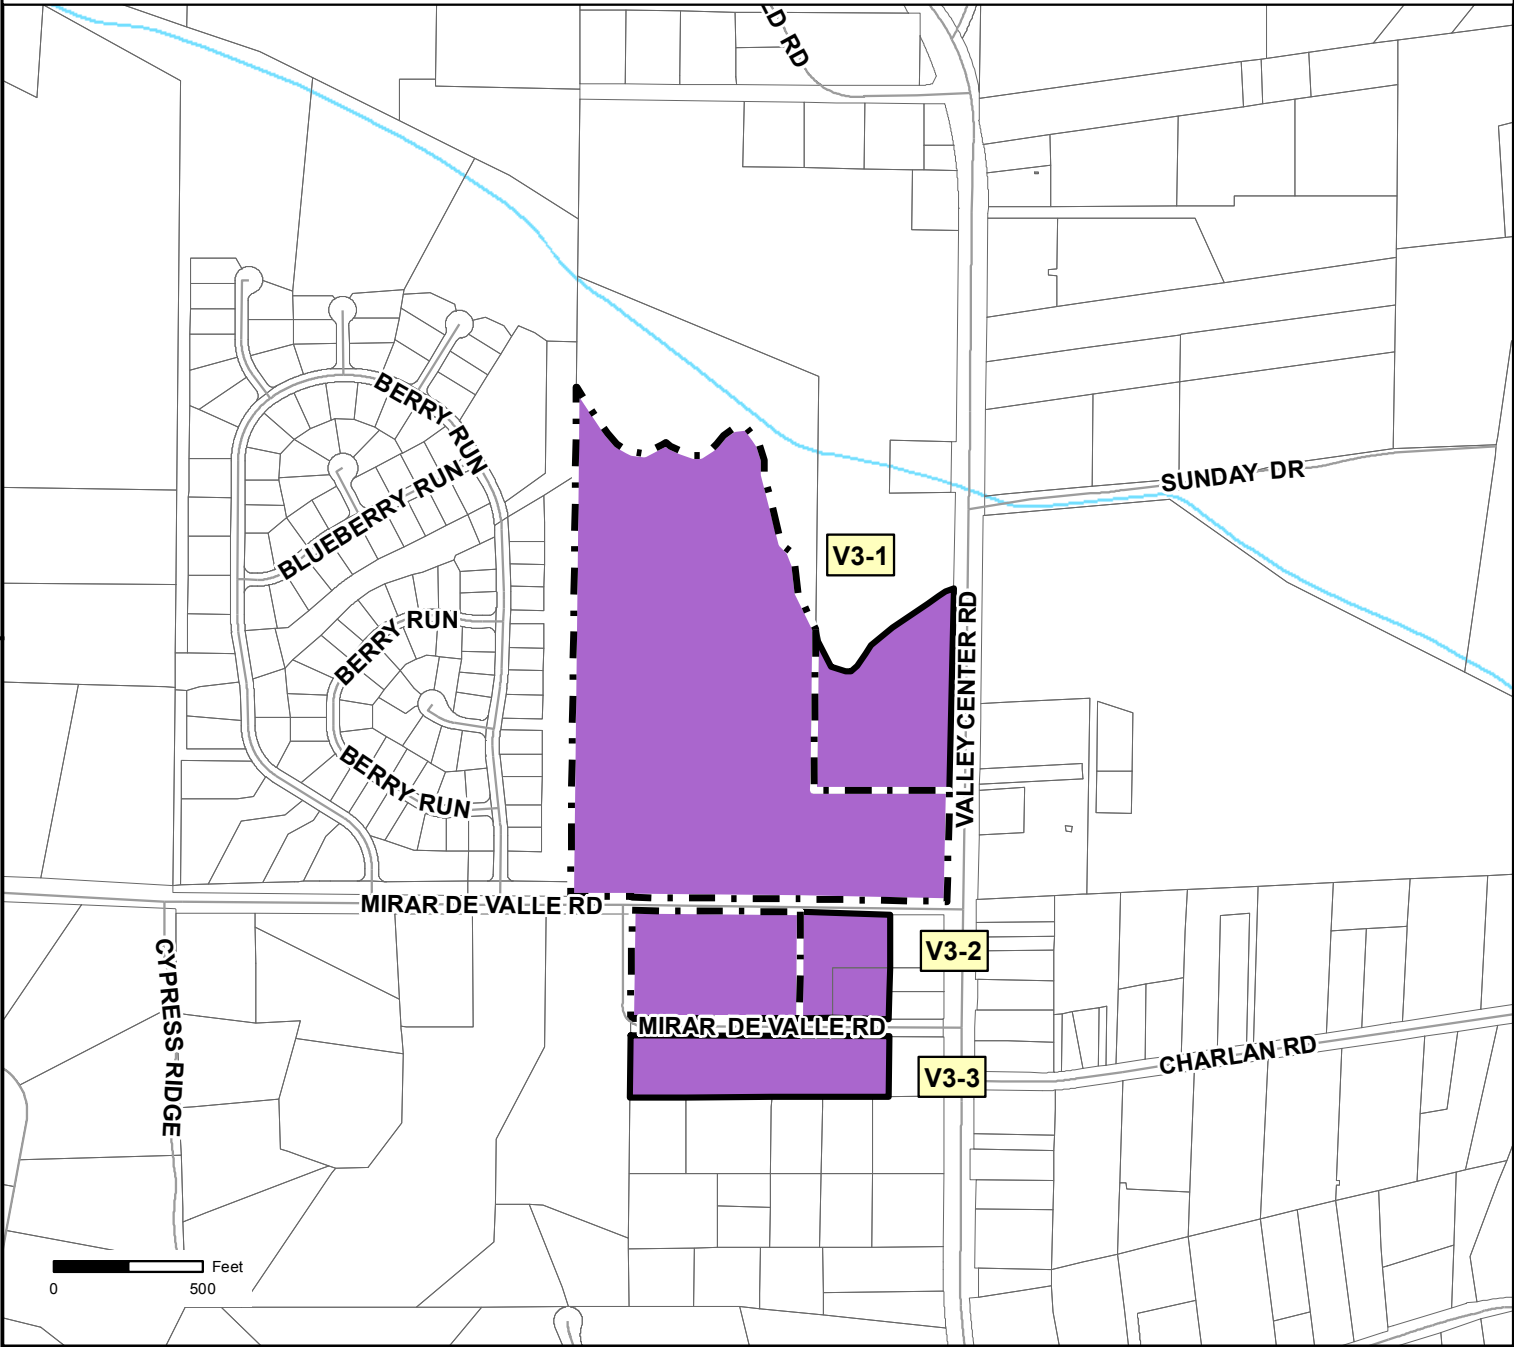 RD
BERRY RUN
BLUEBERRY RUN
SUNDAY DR
V3-1
BERRY RUN
VALLEY CENTER RD
BERRY RUN
MIRAR DE VALLE RD
V3-2
CYPRESS RIDGE
MIRAR DE VALLE RD
CHARLAN RD
V3-3
Feet
0 500